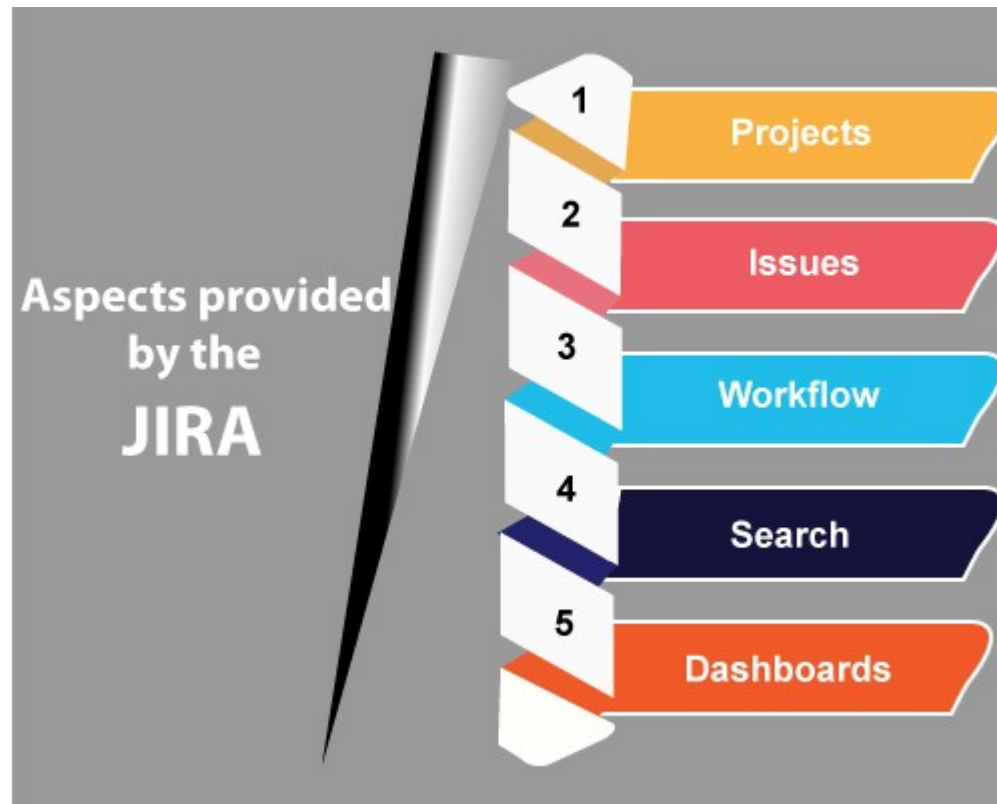 Aspects provided
by the
JIRA
1
Projects
2
Issues
3
Workflow
4
Search
5
Dashboards